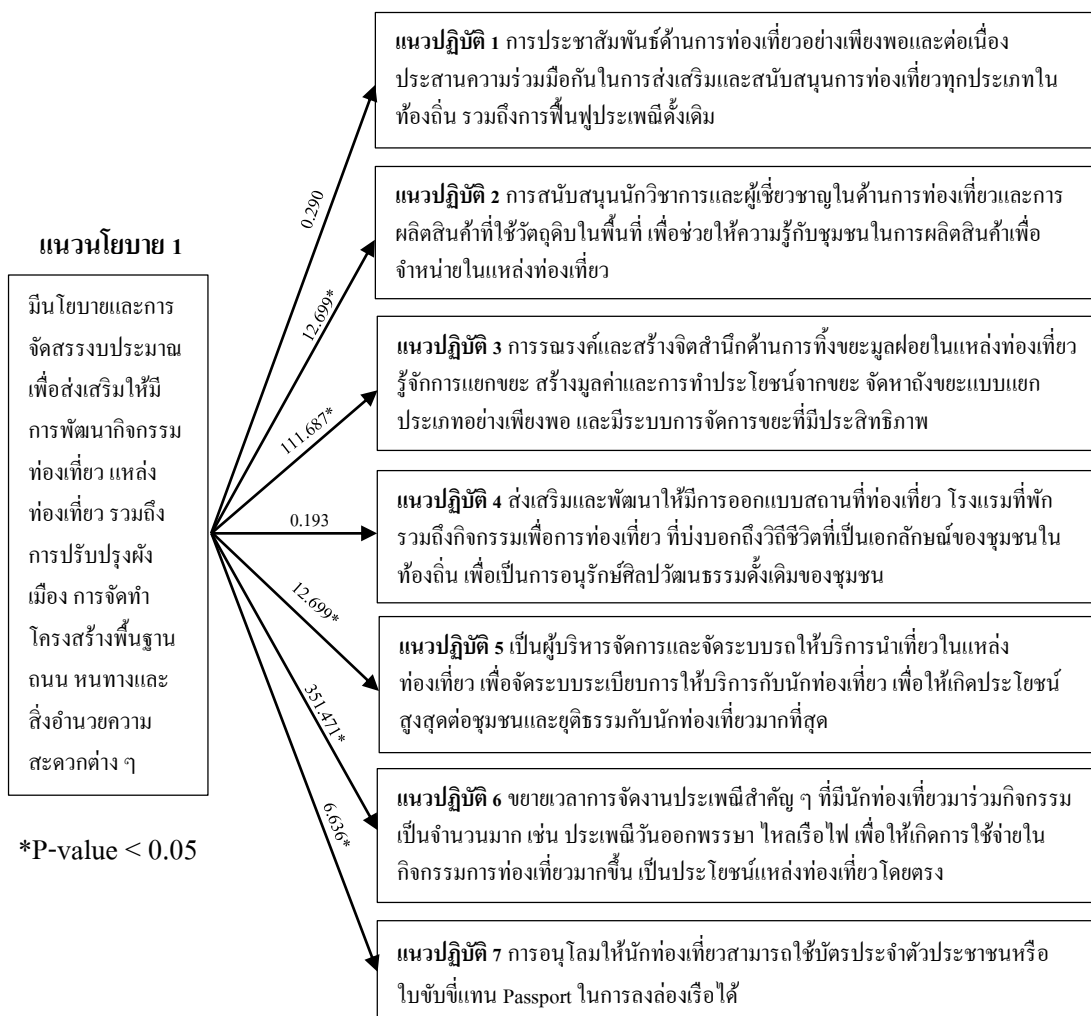 แนวนโยบาย 1
มีนโยบายและการ
จัดสรรงบประมาณ
เพื่อส่งเสริมให้มี
การพัฒนากิจกรรม
ท่องเที่ยว แหล่ง
ท่องเที่ยว รวมถึง
การปรับปรุงผัง
เมือง การจัดทำ
โครงสร้างพื้นฐาน
ถนน หนทางและ
สิ่งอำนวยความ
สะดวกต่าง ๆ
*P-value < 0.05
0.290
12.699*
111.687*
0.193
12.699*
351.471*
6.636*
แนวปฏิบัติ 1 การประชาสัมพันธ์ด้านการท่องเที่ยวอย่างเพียงพอและต่อเนื่อง
ประสานความร่วมมือกันในการส่งเสริมและสนับสนุนการท่องเที่ยวทุกประเภทใน
ท้องถิ่น รวมถึงการฟื้นฟูประเพณีดั้งเดิม
แนวปฏิบัติ 2 การสนับสนุนนักวิชาการและผู้เชี่ยวชาญในด้านการท่องเที่ยวและการ
ผลิตสินค้าที่ใช้วัตถุดิบในพื้นที่ เพื่อช่วยให้ความรู้กับชุมชนในการผลิตสินค้าเพื่อ
จำหน่ายในแหล่งท่องเที่ยว
แนวปฏิบัติ 3 การรณรงค์และสร้างจิตสำนึกด้านการทิ้งขยะมูลฝอยในแหล่งท่องเที่ยว
รู้จักการแยกขยะ สร้างมูลค่าและการทำประโยชน์จากขยะ จัดหาถังขยะแบบแยก
ประเภทอย่างเพียงพอ และมีระบบการจัดการขยะที่มีประสิทธิภาพ
แนวปฏิบัติ 4 ส่งเสริมและพัฒนาให้มีการออกแบบสถานที่ท่องเที่ยว โรงแรมที่พัก
รวมถึงกิจกรรมเพื่อการท่องเที่ยว ที่บ่งบอกถึงวิถีชีวิตที่เป็นเอกลักษณ์ของชุมชนใน
ท้องถิ่น เพื่อเป็นการอนุรักษ์ศิลปวัฒนธรรมดั้งเดิมของชุมชน
แนวปฏิบัติ 5 เป็นผู้บริหารจัดการและจัดระบบรถให้บริการนำเที่ยวในแหล่ง
ท่องเที่ยว เพื่อจัดระบบระเบียบการให้บริการกับนักท่องเที่ยว เพื่อให้เกิดประโยชน์
สูงสุดต่อชุมชนและยุติธรรมกับนักท่องเที่ยวมากที่สุด
แนวปฏิบัติ 6 ขยายเวลาการจัดงานประเพณีสำคัญ ๆ ที่มีนักท่องเที่ยวมาร่วมกิจกรรม
เป็นจำนวนมาก เช่น ประเพณีวันออกพรรษา ไหลเรือไฟ เพื่อให้เกิดการใช้จ่ายใน
กิจกรรมการท่องเที่ยวมากขึ้น เป็นประโยชน์แหล่งท่องเที่ยวโดยตรง
แนวปฏิบัติ 7 การอนุโลมให้นักท่องเที่ยวสามารถใช้บัตรประจำตัวประชาชนหรือ
ใบขับขี่แทน Passport ในการลงล่องเรือได้